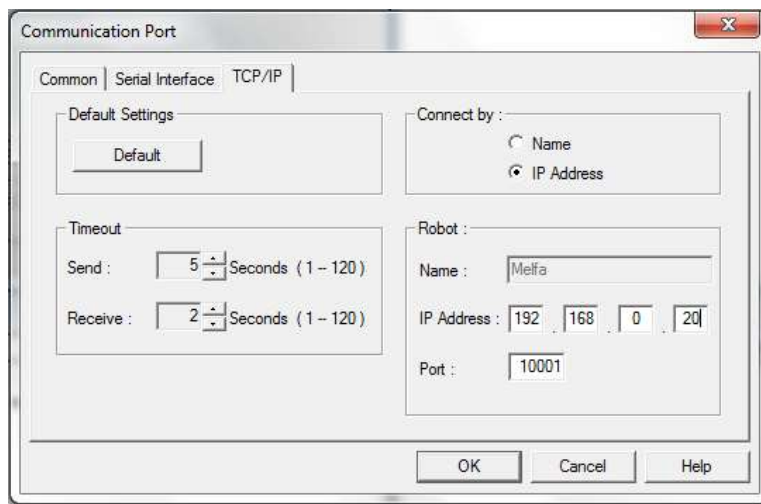 Communication Port
Common Serial Interface TCP/IP
Default Settings
Default
Connect by :
Name
IP Address
Timeout
Send : 5 Seconds ( 1 -- 120 )
Receive : 2 Seconds ( 1 -- 120 )
Robot :
Name : Melfa
IP Address : 192 . 168 . 0 . 20
Port : 10001
OK Cancel Help